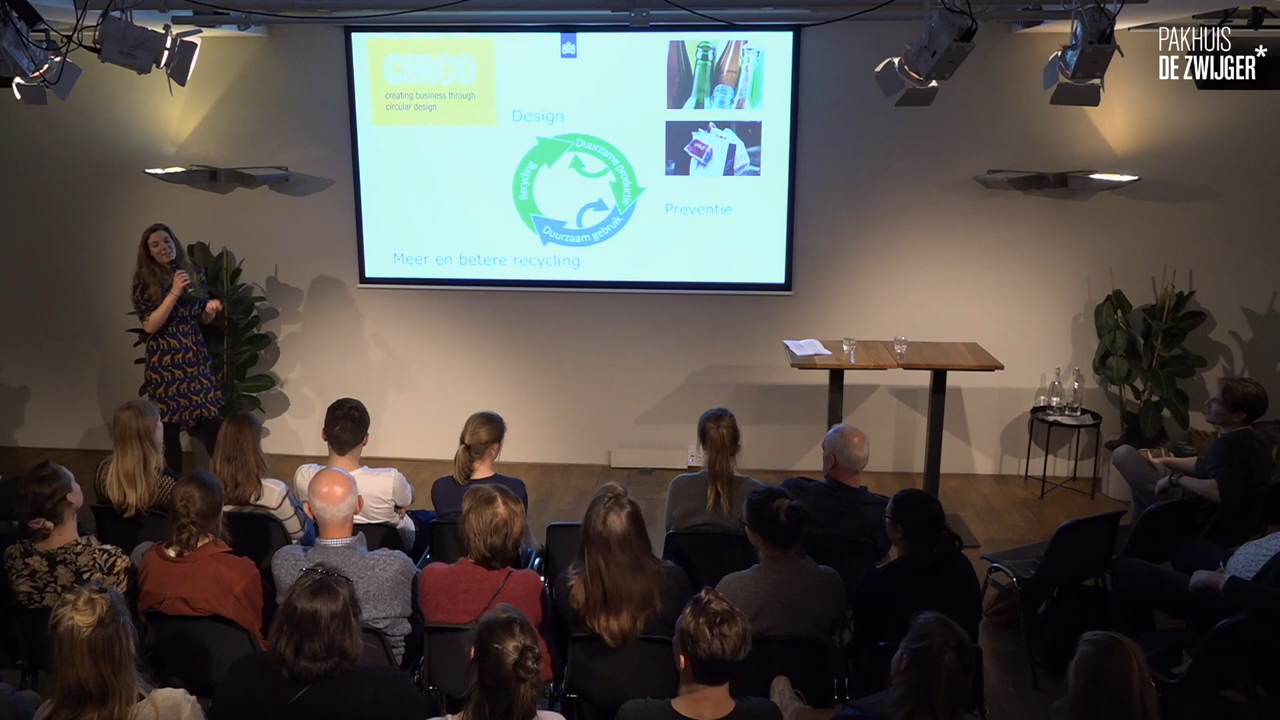 PAKHUIS
DE ZWIJGER*
CIRCO
creating business through
circular design
Design
Recycling
Duurzame productie
Duurzaam gebruik
Preventie
Meer en betere recycling